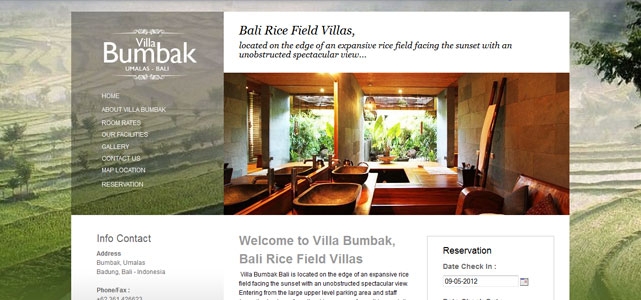 Villa
Bumbak
UMALAS - BALI
HOME
ABOUT VILLA BUMBAK
ROOM RATES
OUR FACILITIES
GALLERY
CONTACT US
MAP LOCATION
RESERVATION
Bali Rice Field Villas,
located on the edge of an expansive rice field facing the sunset with an
unobstructed spectacular view...
Info Contact
Address
Bumbak, Umalas
Badung, Bali - Indonesia
Phone/Fax :
Welcome to Villa Bumbak,
Bali Rice Field Villas
Villa Bumbak Bali is located on the edge of an expansive rice
field facing the sunset with an unobstructed spectacular view.
Entering from the large upper level parking area and staff
Reservation
Date Check In :
09-05-2012